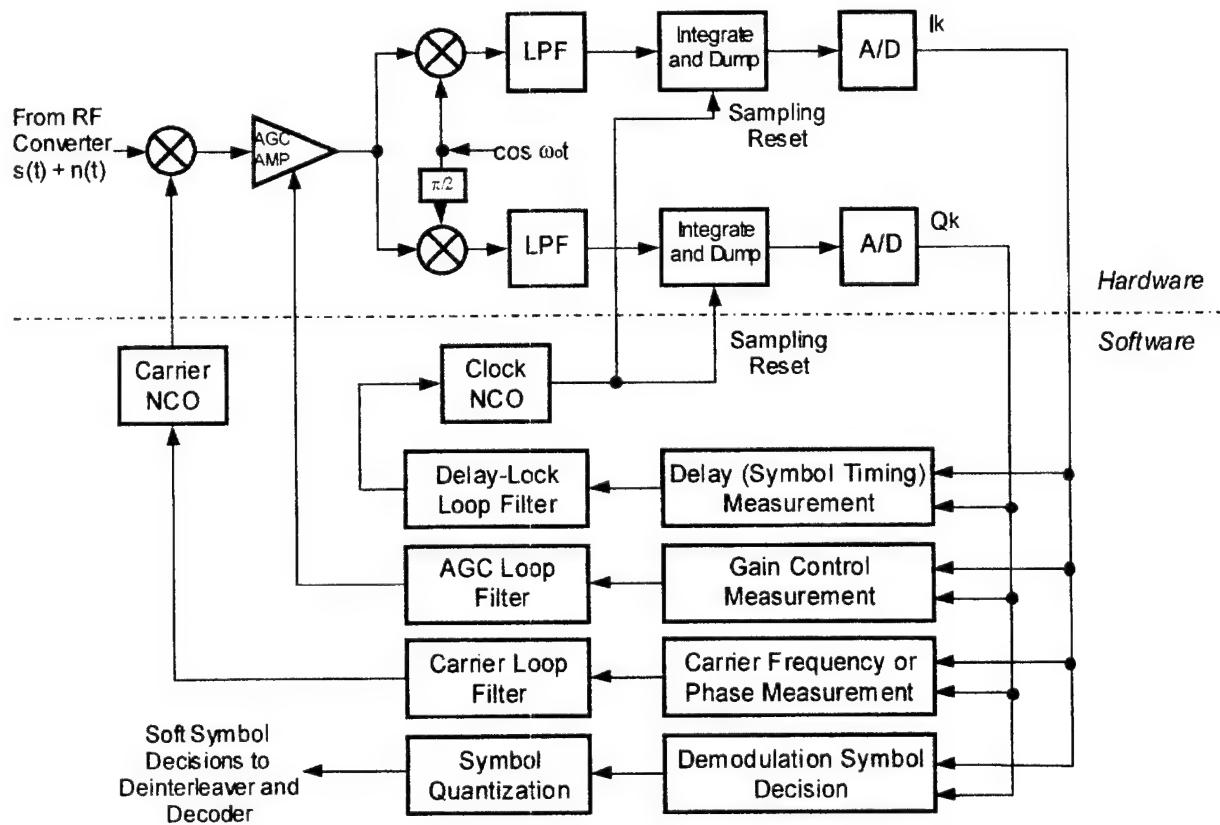 From RF
Converter
s(t) + n(t)
AGC
AMP
LPF
Integrate
and Dump
A/D
Ik
Sampling
Reset
cos ω₀t
π/2
LPF
Integrate
and Dump
A/D
Qk
Hardware
Software
Sampling
Reset
Carrier
NCO
Clock
NCO
Delay-Lock
Loop Filter
Delay (Symbol Timing)
Measurement
AGC Loop
Filter
Gain Control
Measurement
Carrier Loop
Filter
Carrier Frequency or
Phase Measurement
Soft Symbol
Decisions to
Deinterleaver and
Decoder
Symbol
Quantization
Demodulation Symbol
Decision